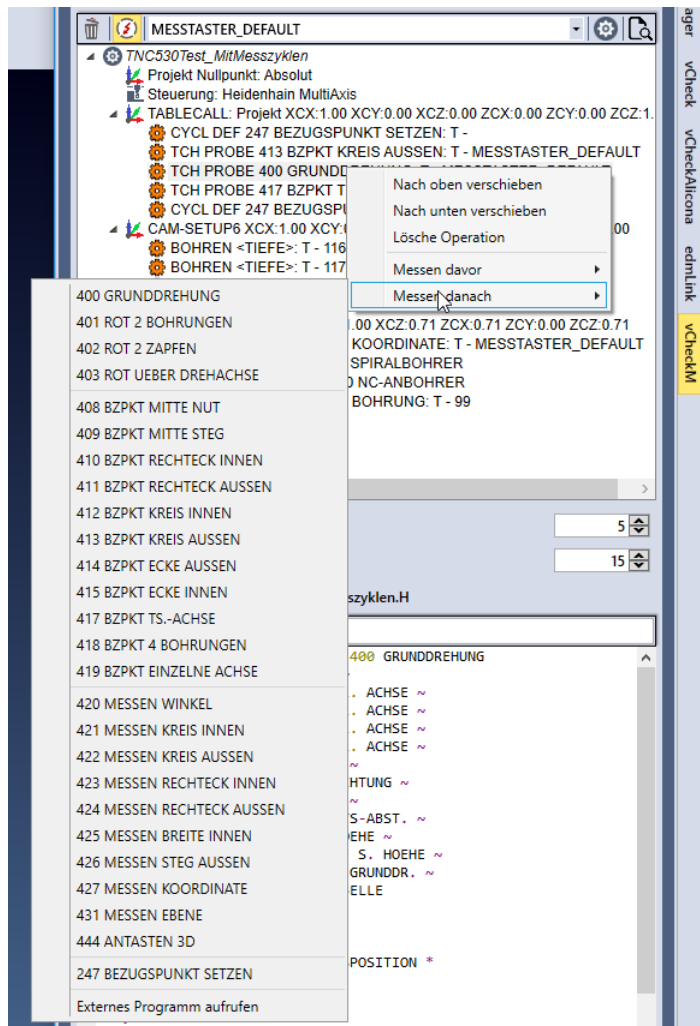 MESSTASTER_DEFAULT
TNC530Test_MitMesszyklen
Projekt Nullpunkt: Absolut
Steuerung: Heidenhain MultiAxis
TABLECALL: Projekt XCX:1.00 XCY:0.00 XCZ:0.00 ZCX:0.00 ZCY:0.00 ZCZ:1.
CYCL DEF 247 BEZUGSPUNKT SETZEN: T -
TCH PROBE 413 BZPKT KREIS AUSSEN: T - MESSTASTER_DEFAULT
TCH PROBE 400 GRUNDDREHUNG: T - MESSTASTER_DEFAULT
TCH PROBE 417 BZPKT T
CYCL DEF 247 BEZUGSP
CAM-SETUP6 XCX:1.00 XCY:
00
BOHREN <TIEFE>: T - 116
BOHREN <TIEFE>: T - 117
.00 XCZ:0.71 ZCX:0.71 ZCY:0.00 ZCZ:0.71
KOORDINATE: T - MESSTASTER_DEFAULT
SPIRALBOHRER
NC-ANBOHRER
BOHRUNG: T - 99
Nach oben verschieben
Nach unten verschieben
Lösche Operation
Messen davor
Messen danach
400 GRUNDDREHUNG
401 ROT 2 BOHRUNGEN
402 ROT 2 ZAPFEN
403 ROT UEBER DREHACHSE
408 BZPKT MITTE NUT
409 BZPKT MITTE STEG
410 BZPKT RECHTECK INNEN
411 BZPKT RECHTECK AUSSEN
412 BZPKT KREIS INNEN
413 BZPKT KREIS AUSSEN
414 BZPKT ECKE AUSSEN
415 BZPKT ECKE INNEN
417 BZPKT TS.-ACHSE
418 BZPKT 4 BOHRUNGEN
419 BZPKT EINZELNE ACHSE
420 MESSEN WINKEL
421 MESSEN KREIS INNEN
422 MESSEN KREIS AUSSEN
423 MESSEN RECHTECK INNEN
424 MESSEN RECHTECK AUSSEN
425 MESSEN BREITE INNEN
426 MESSEN STEG AUSSEN
427 MESSEN KOORDINATE
431 MESSEN EBENE
444 ANTASTEN 3D
247 BEZUGSPUNKT SETZEN
Externes Programm aufrufen
5
15
szyklen.H
400 GRUNDDREHUNG
. ACHSE ~
. ACHSE ~
. ACHSE ~
. ACHSE ~
~
HTUNG ~
~
S-ABST. ~
EHE ~
S. HOEHE ~
GRUNDDR. ~
ELLE
POSITION *
ager
vCheck
vCheckAlicona
edmLink
vCheckM